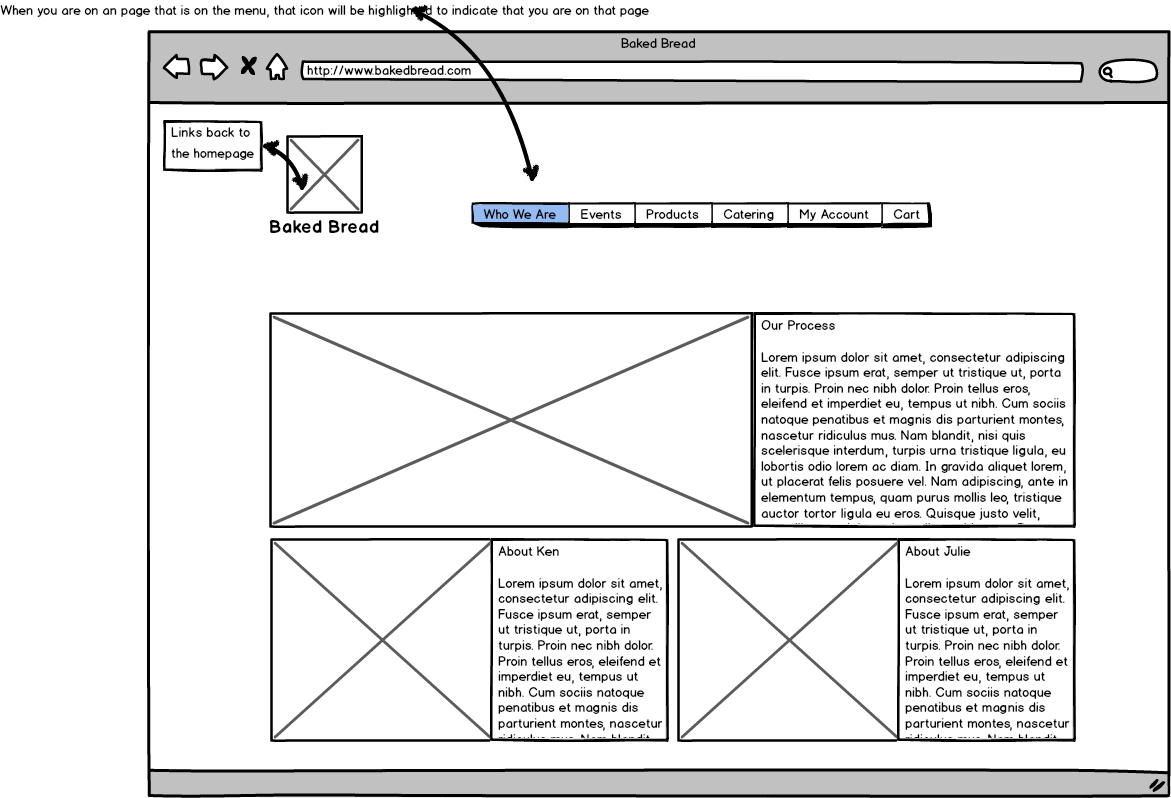 When you are on an page that is on the menu, that icon will be highlighted to indicate that you are on that page
Baked Bread
http://www.bakedbread.com
Links back to
the homepage
Baked Bread
Who We Are Events Products Catering My Account Cart
Our Process
Lorem ipsum dolor sit amet, consectetur adipiscing
elit. Fusce ipsum erat, semper ut tristique ut, porta
in turpis. Proin nec nibh dolor. Proin tellus eros,
eleifend et imperdiet eu, tempus ut nibh. Cum sociis
natoque penatibus et magnis dis parturient montes,
nascetur ridiculus mus. Nam blandit, nisi quis
scelerisque interdum, turpis urna tristique ligula, eu
lobortis odio lorem ac diam. In gravida aliquet lorem,
ut placerat felis posuere vel. Nam adipiscing, ante in
elementum tempus, quam purus mollis leo, tristique
auctor tortor ligula eu eros. Quisque justo velit,
About Ken
Lorem ipsum dolor sit amet,
consectetur adipiscing elit.
Fusce ipsum erat, semper
ut tristique ut, porta in
turpis. Proin nec nibh dolor.
Proin tellus eros, eleifend et
imperdiet eu, tempus ut
nibh. Cum sociis natoque
penatibus et magnis dis
parturient montes, nascetur
ridiculus mus. Nam blandit,
About Julie
Lorem ipsum dolor sit amet,
consectetur adipiscing elit.
Fusce ipsum erat, semper
ut tristique ut, porta in
turpis. Proin nec nibh dolor.
Proin tellus eros, eleifend et
imperdiet eu, tempus ut
nibh. Cum sociis natoque
penatibus et magnis dis
parturient montes, nascetur
ridiculus mus. Nam blandit,